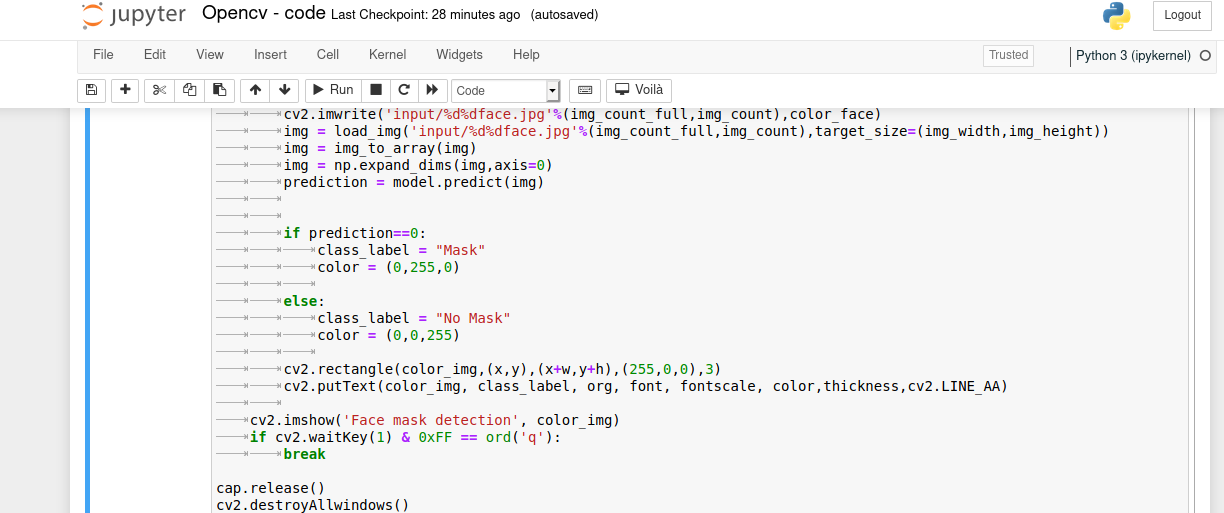 jupyter Opencv - code Last Checkpoint: 28 minutes ago (autosaved) Logout
File Edit View Insert Cell Kernel Widgets Help Trusted Python 3 (ipykernel)
Run Code Voilà
cv2.imwrite('input/%d%dface.jpg'%(img_count_full,img_count),color_face)
img = load_img('input/%d%dface.jpg'%(img_count_full,img_count),target_size=(img_width,img_height))
img = img_to_array(img)
img = np.expand_dims(img,axis=0)
prediction = model.predict(img)
if prediction==0:
class_label = "Mask"
color = (0,255,0)
else:
class_label = "No Mask"
color = (0,0,255)
cv2.rectangle(color_img,(x,y),(x+w,y+h),(255,0,0),3)
cv2.putText(color_img, class_label, org, font, fontscale, color,thickness,cv2.LINE_AA)
cv2.imshow('Face mask detection', color_img)
if cv2.waitKey(1) & 0xFF == ord('q'):
break
cap.release()
cv2.destroyAllwindows()